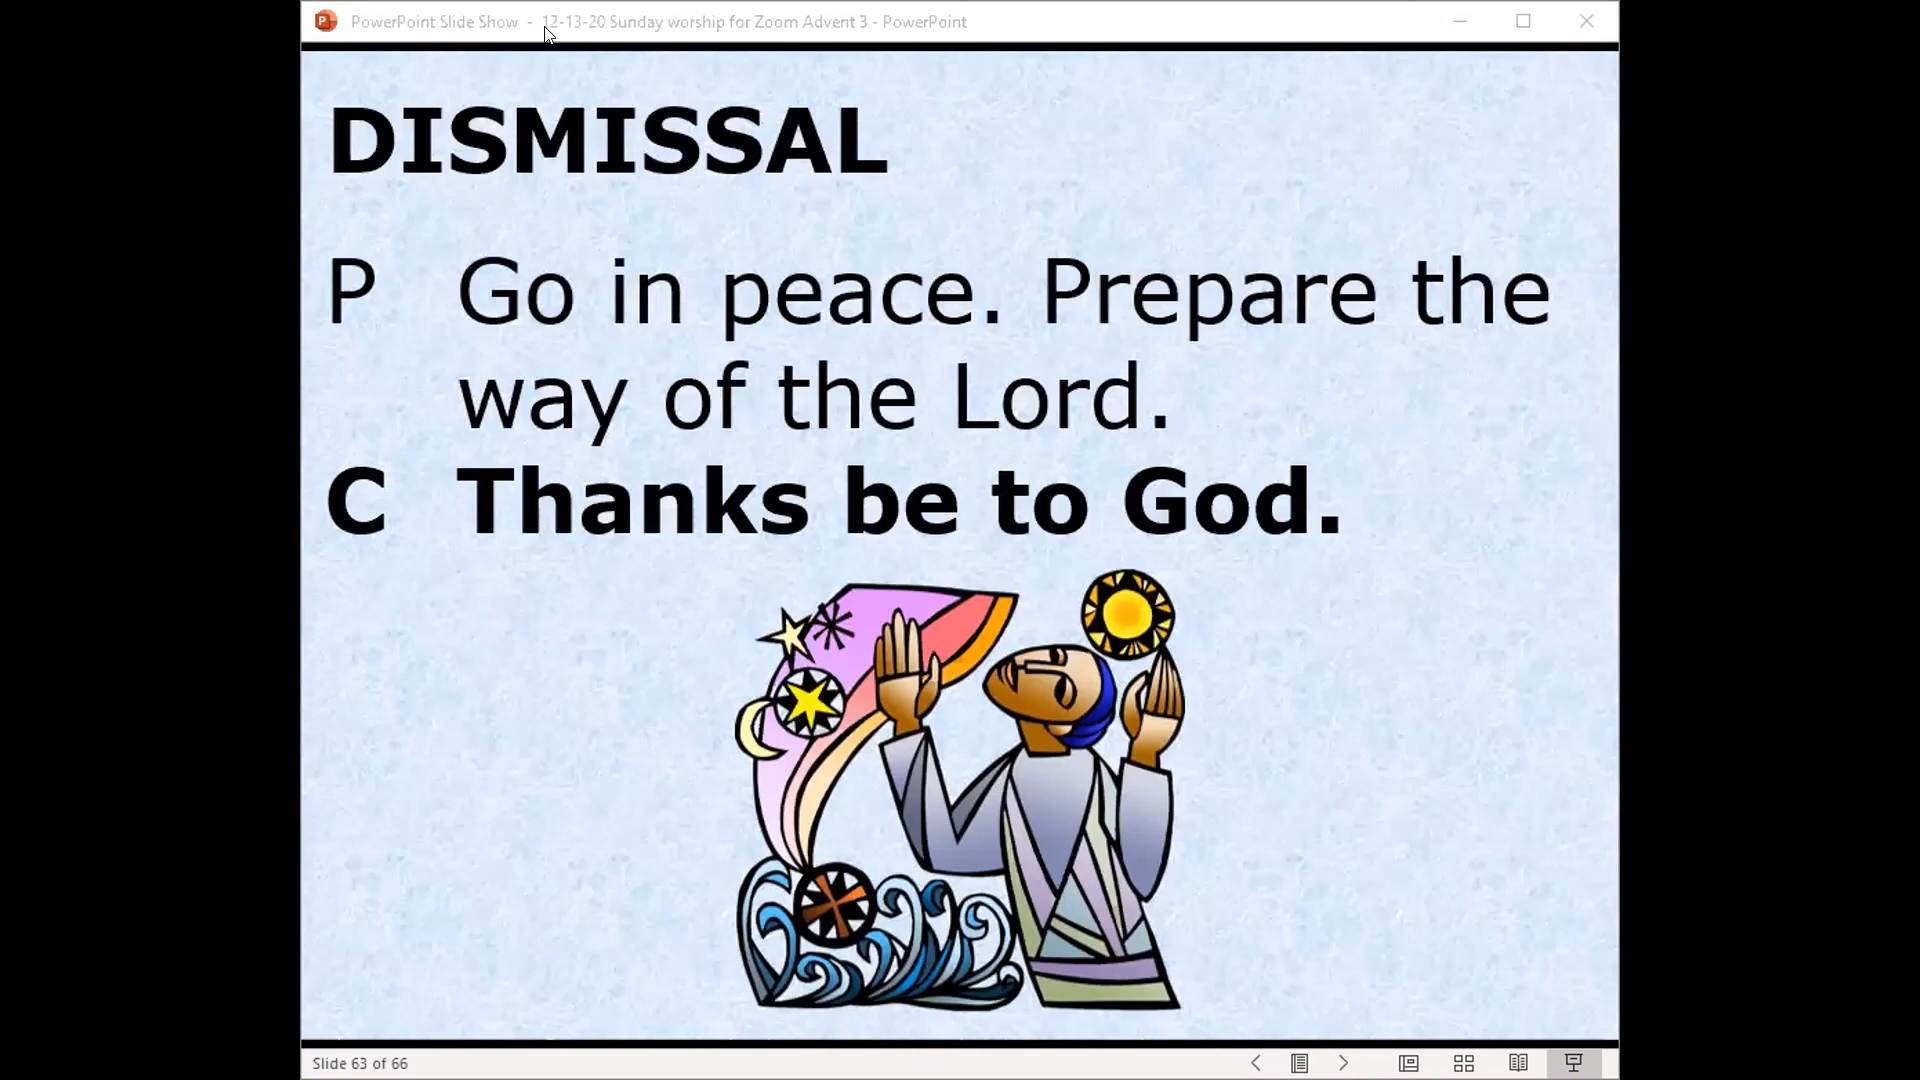 PowerPoint Slide Show - 12-13-20 Sunday worship for Zoom Advent 3 - PowerPoint
DISMISSAL
P Go in peace. Prepare the
way of the Lord.
C Thanks be to God.
Slide 63 of 66